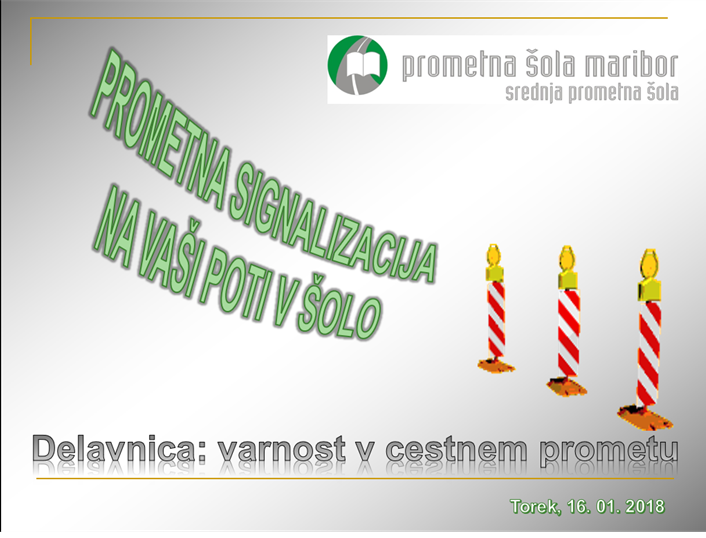 prometna šola maribor
srednja prometna šola
PROMETNA SIGNALIZACIJA
NA VAŠI POTI V ŠOLO
Delavnica: varnost v cestnem prometu
Torek, 16. 01. 2018